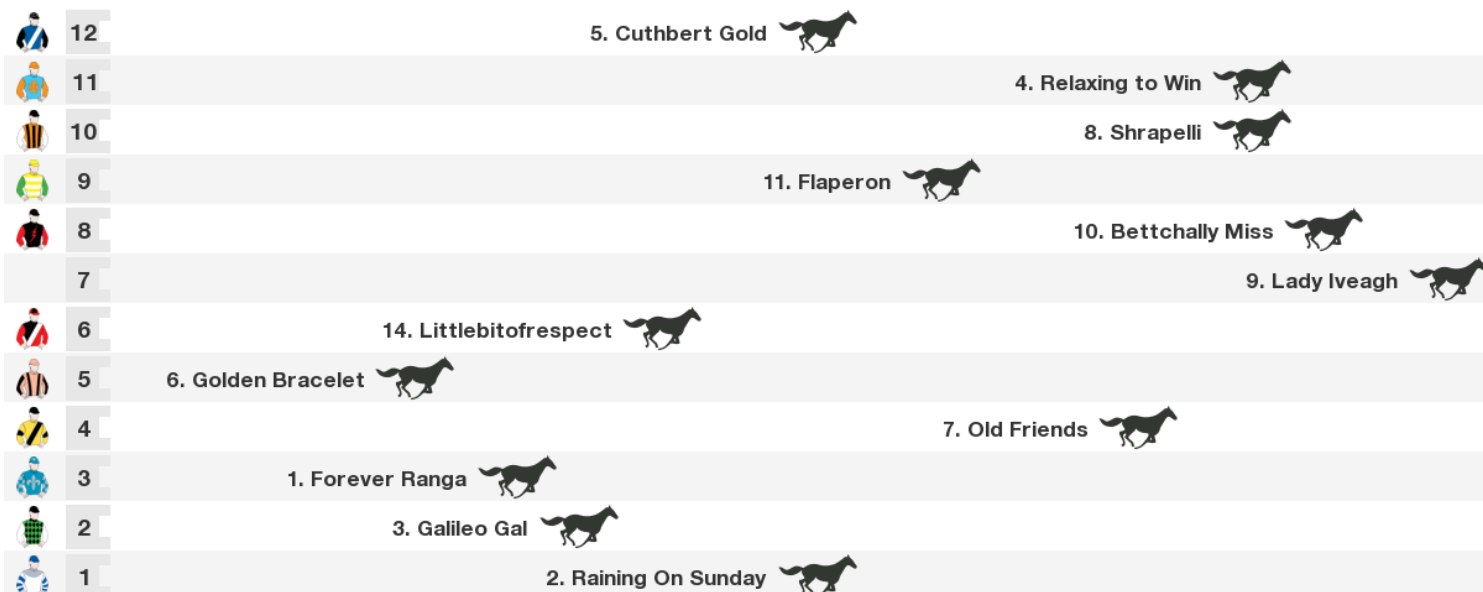 12 5. Cuthbert Gold
11 4. Relaxing to Win
10 8. Shrapelli
9 11. Flaperon
8 10. Bettchally Miss
7 9. Lady Iveagh
6 14. Littlebitofrespect
5 6. Golden Bracelet
4 7. Old Friends
3 1. Forever Ranga
2 3. Galileo Gal
1 2. Raining On Sunday